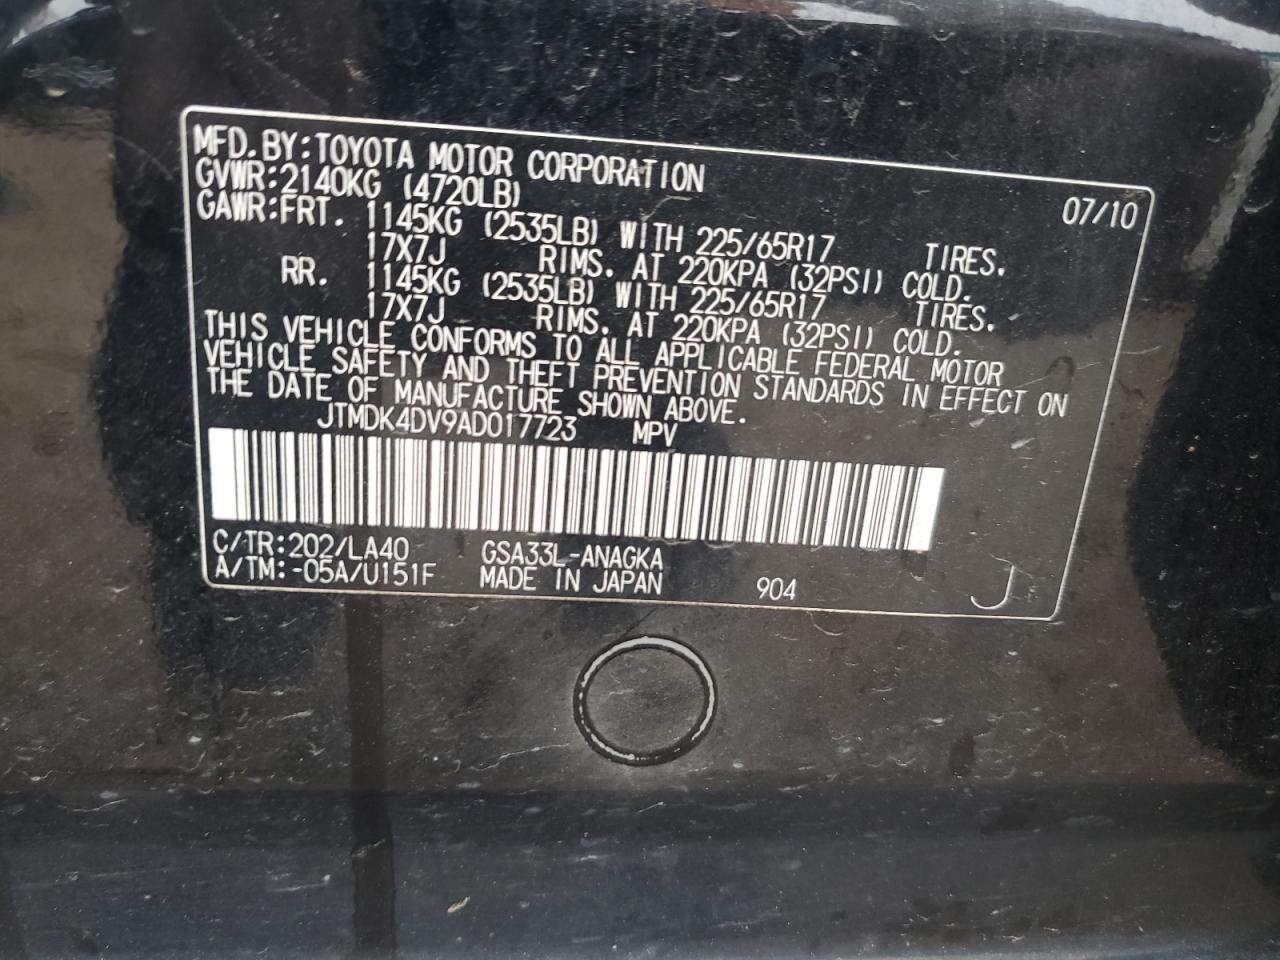 MFD. BY: TOYOTA MOTOR CORPORATION 07/10
GVWR: 2140KG (4720LB)
GAWR: FRT. 1145KG (2535LB) WITH 225/65R17 TIRES.
17X7J RIMS. AT 220KPA (32PSI) COLD.
RR. 1145KG (2535LB) WITH 225/65R17 TIRES.
17X7J RIMS. AT 220KPA (32PSI) COLD.
THIS VEHICLE CONFORMS TO ALL APPLICABLE FEDERAL MOTOR
VEHICLE SAFETY AND THEFT PREVENTION STANDARDS IN EFFECT ON
THE DATE OF MANUFACTURE SHOWN ABOVE.
JTMDK4DV9AD017723 MPV
C/TR: 202/LA40 GSA33L-ANAGKA
A/TM: -05A/U151F MADE IN JAPAN 904 J